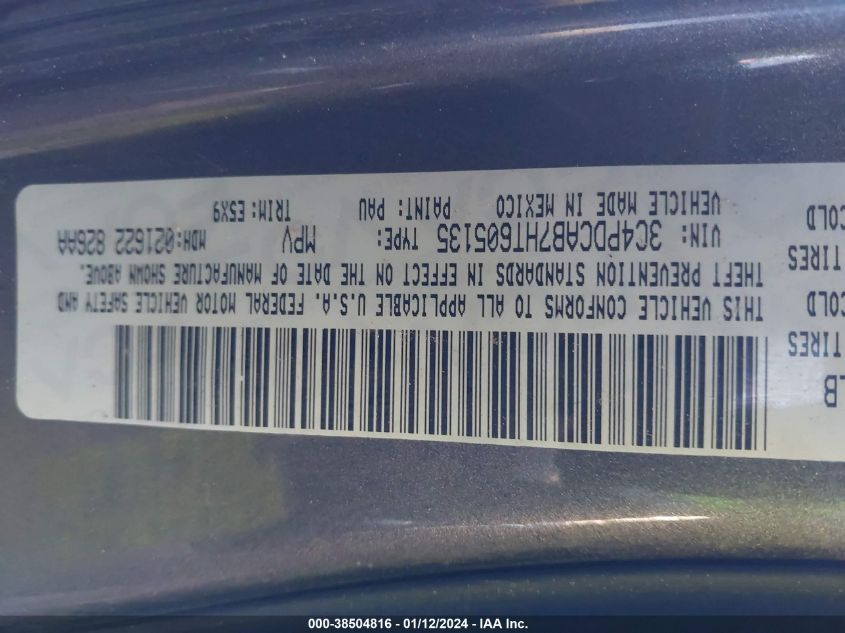 LB
TIRES
COLD
TIRES
COLD
THIS VEHICLE CONFORMS TO ALL APPLICABLE U.S.A. FEDERAL MOTOR VEHICLE SAFETY AND
THEFT PREVENTION STANDARDS IN EFFECT ON THE DATE OF MANUFACTURE SHOWN ABOVE.
VIN: 3C4PDCAB7HT605135 TYPE: MPV MDH:021622 826AA
VEHICLE MADE IN MEXICO PAINT: PAU TRIM: E5X9
000-38504816 - 01/12/2024 - IAA Inc.